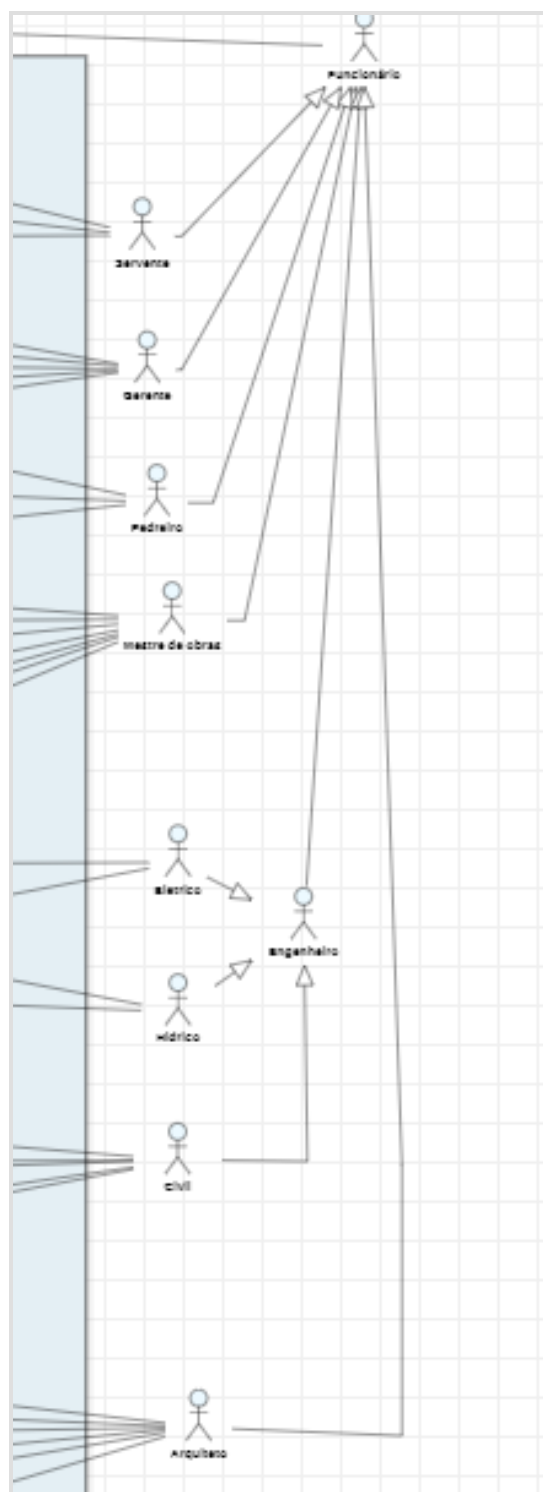 Funcionário
Servente
Gerente
Pedreiro
Mestre de obras
Eletrico
Engenheiro
Hidrico
Civil
Arquiteto